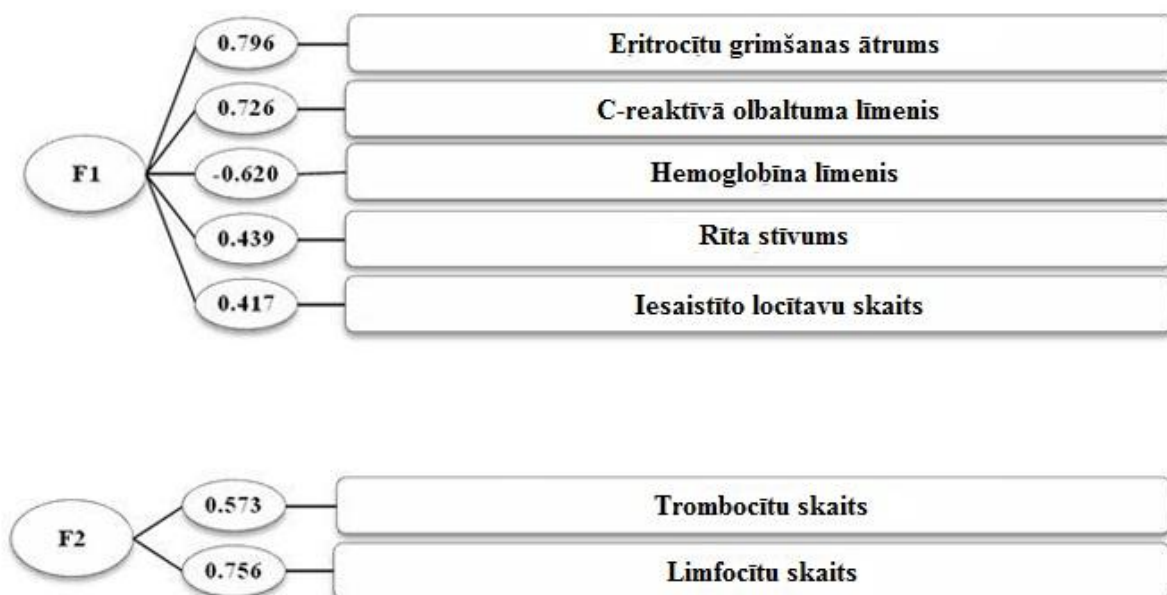 0.796 Eritrocītu grimšanas ātrums
0.726 C-reaktīvā olbaltuma līmenis
F1 -0.620 Hemoglobīna līmenis
0.439 Rīta stīvums
0.417 Iesaistīto locītavu skaits
0.573 Trombocītu skaits
F2
0.756 Limfocītu skaits